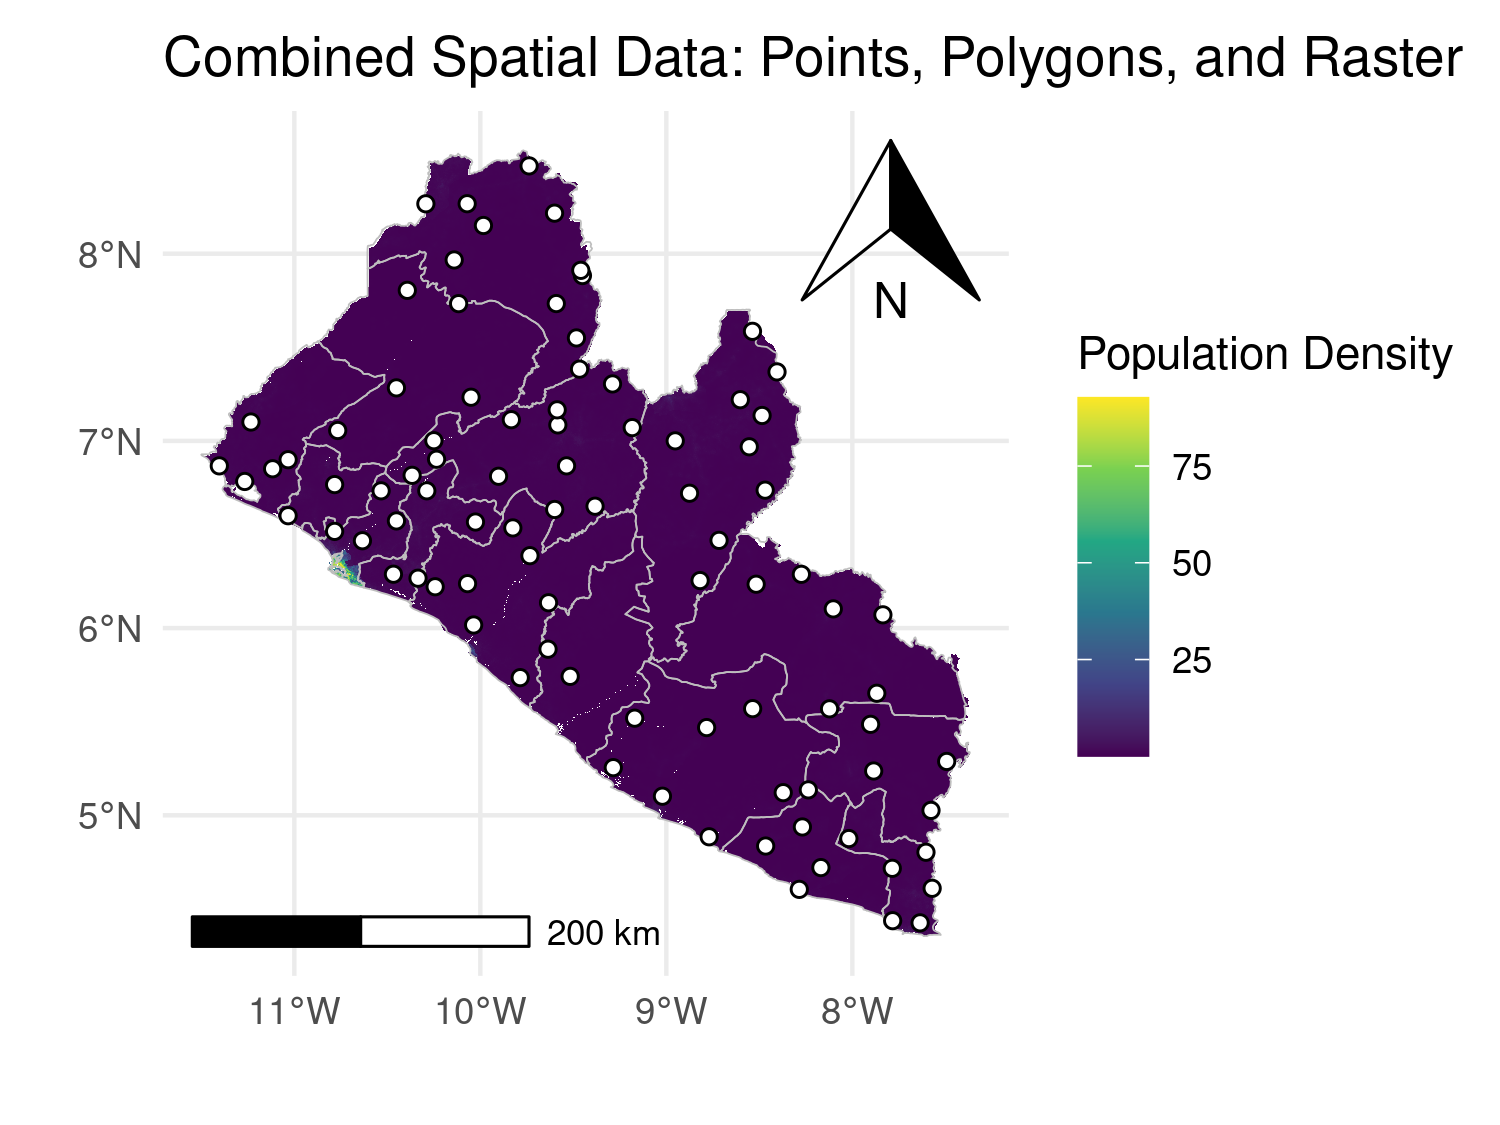 Combined Spatial Data: Points, Polygons, and Raster
N
8°N
7°N
6°N
5°N
200 km
11°W
10°W
9°W
8°W
Population Density
75
50
25